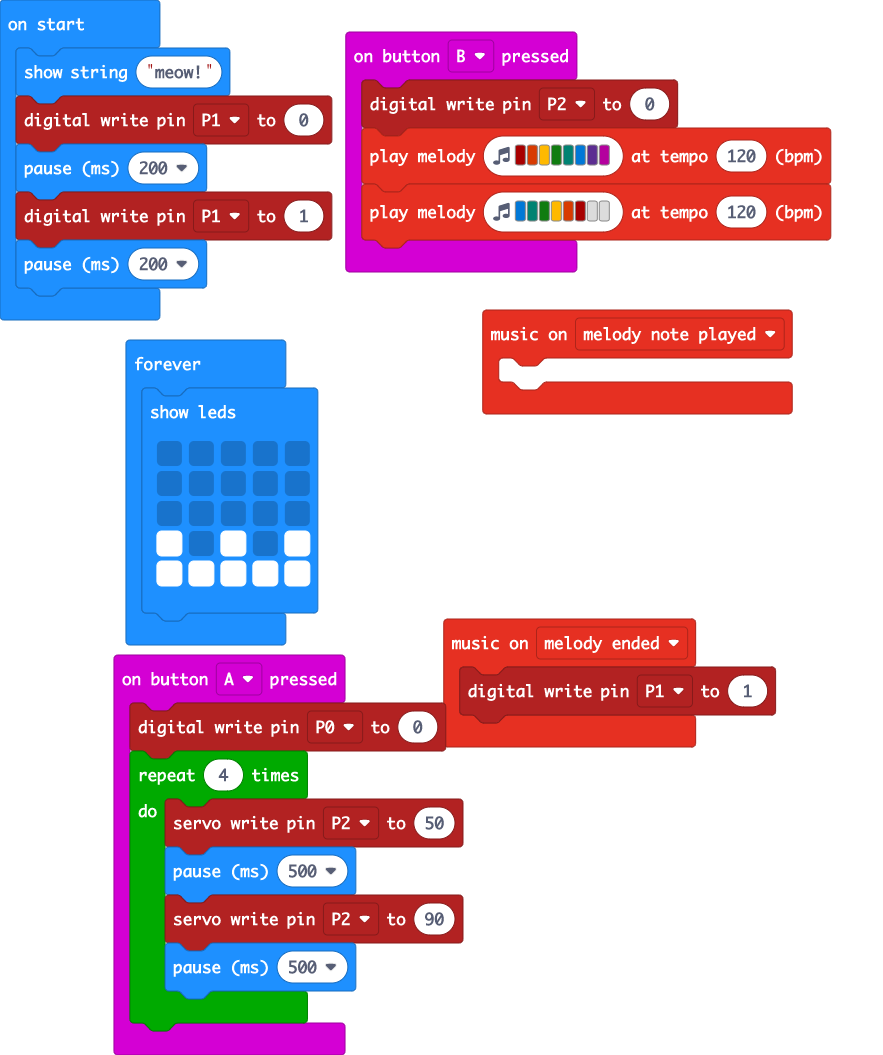 on start
show string "meow!"
digital write pin P1 to 0
pause (ms) 200
digital write pin P1 to 1
pause (ms) 200
on button B pressed
digital write pin P2 to 0
play melody at tempo 120 (bpm)
play melody at tempo 120 (bpm)
music on melody note played
forever
show leds
music on melody ended
digital write pin P1 to 1
on button A pressed
digital write pin P0 to 0
repeat 4 times
do
servo write pin P2 to 50
pause (ms) 500
servo write pin P2 to 90
pause (ms) 500